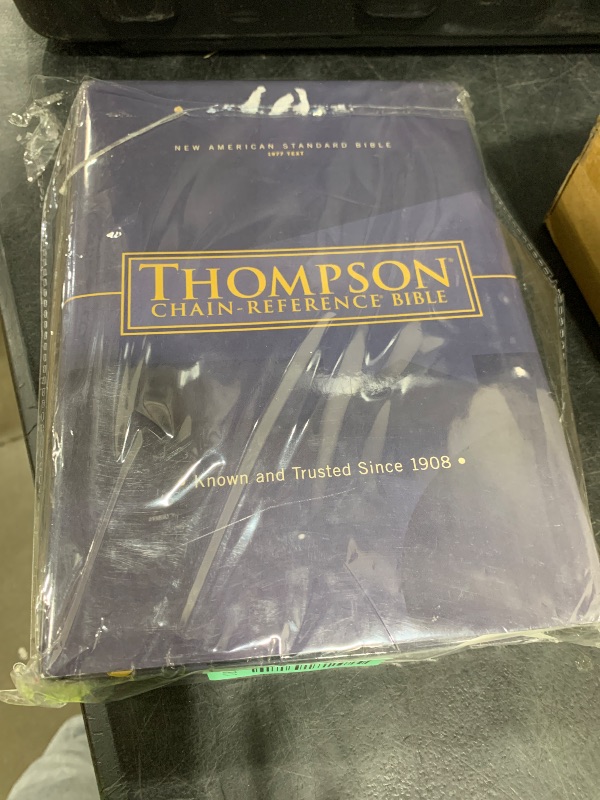 NEW AMERICAN STANDARD BIBLE
1977 TEXT
THOMPSON®
CHAIN-REFERENCE® BIBLE
Known and Trusted Since 1908 •